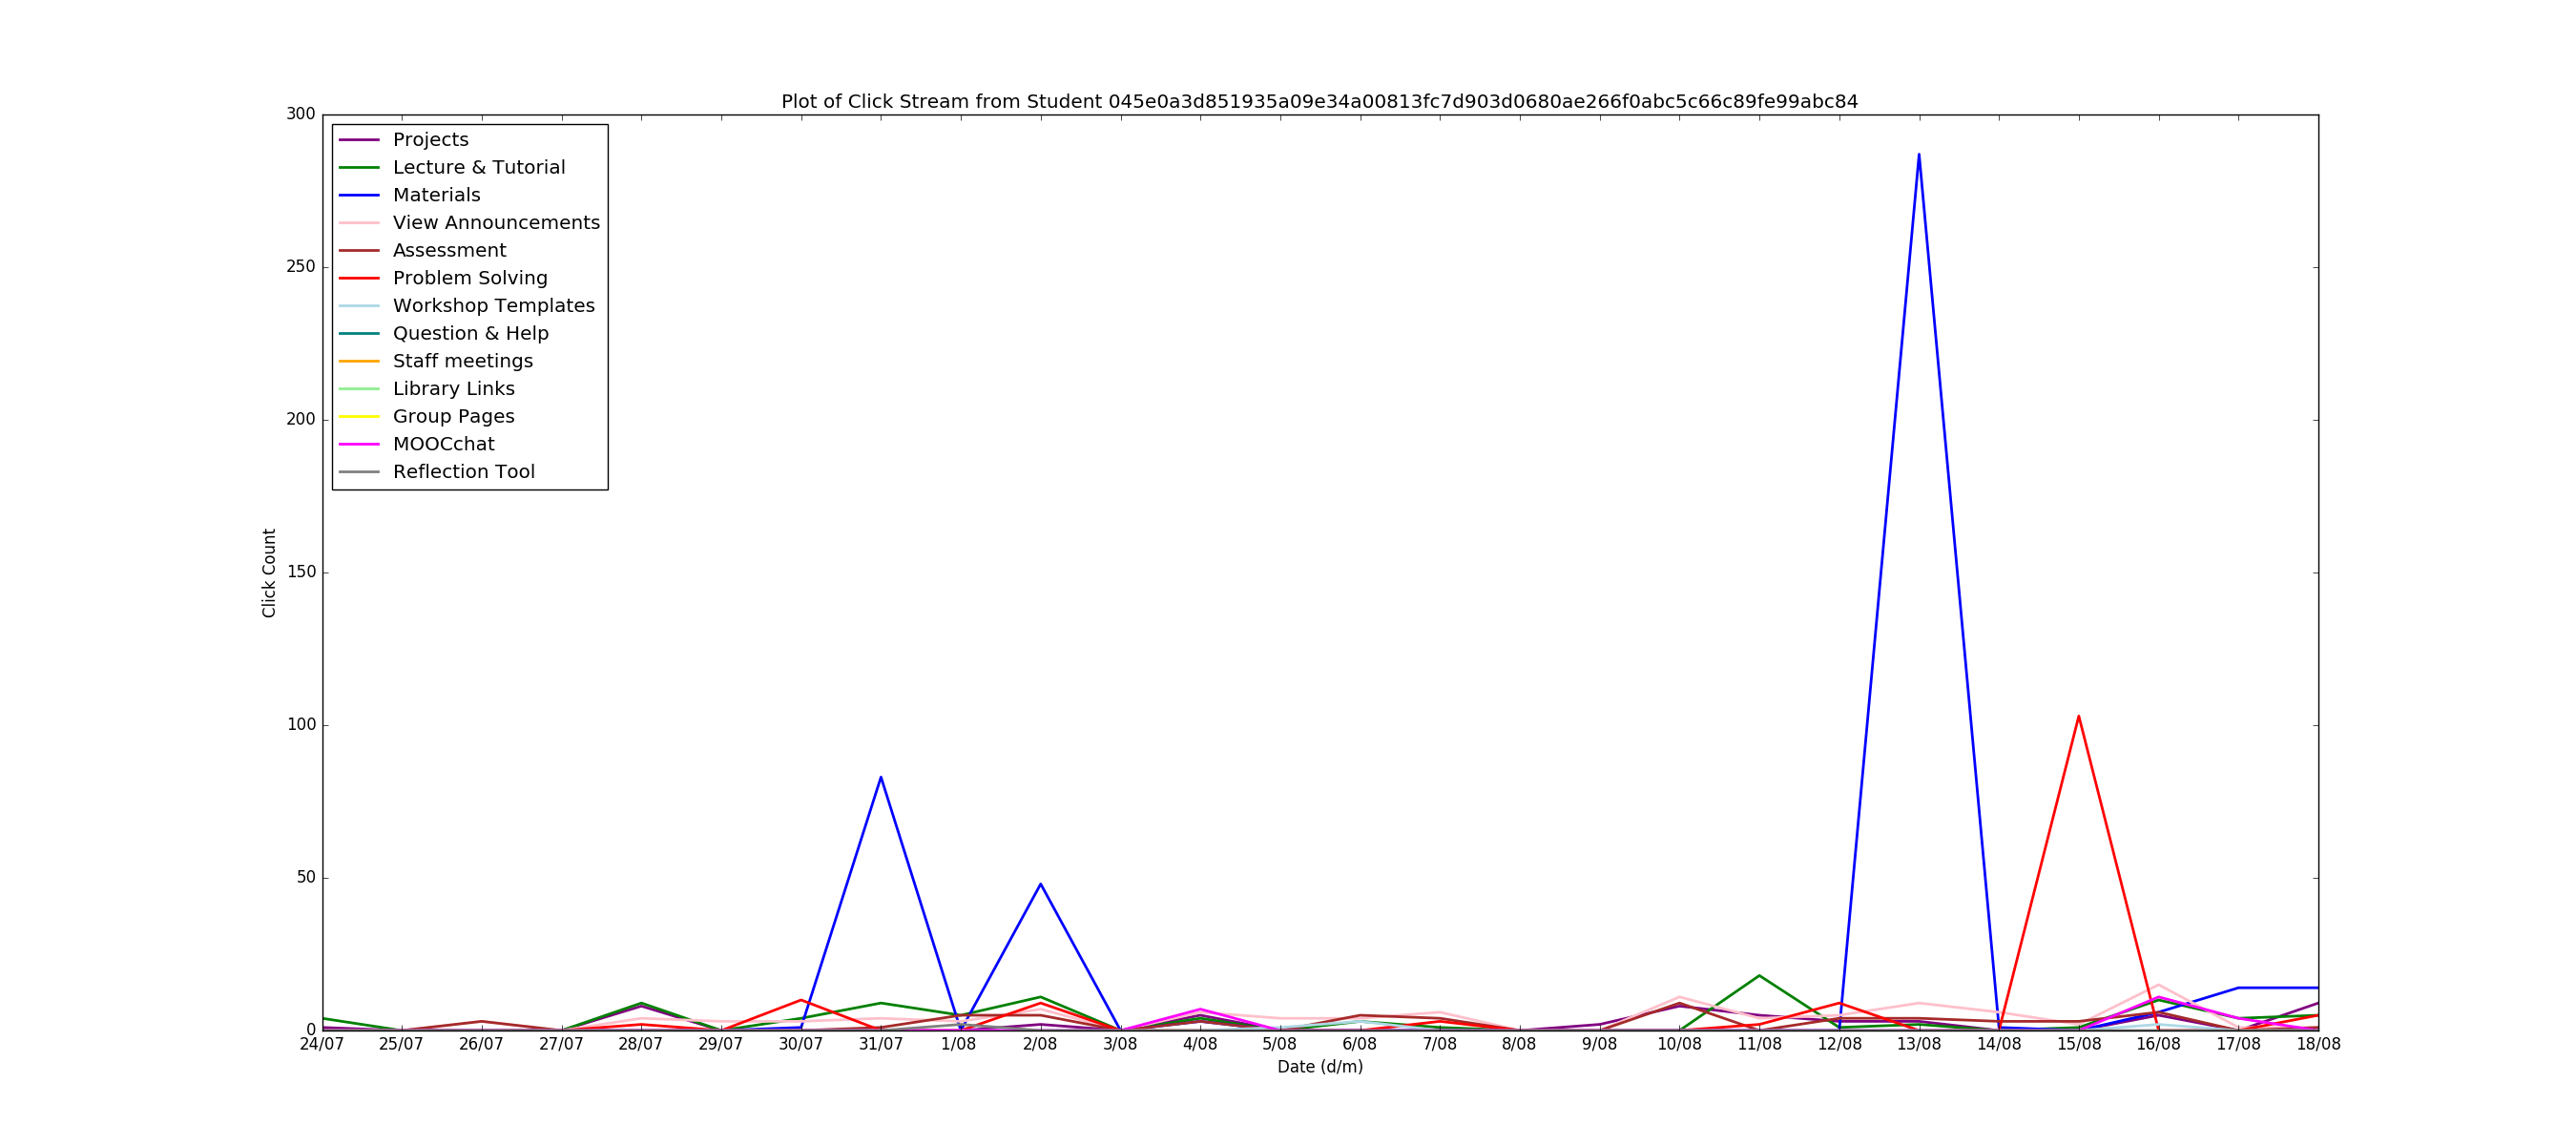 Plot of Click Stream from Student 045e0a3d851935a09e34a00813fc7d903d0680ae266f0abc5c66c89fe99abc84
300
250
200
150
100
50
0
Click Count
Projects
Lecture & Tutorial
Materials
View Announcements
Assessment
Problem Solving
Workshop Templates
Question & Help
Staff meetings
Library Links
Group Pages
MOOCchat
Reflection Tool
24/07 25/07 26/07 27/07 28/07 29/07 30/07 31/07 1/08 2/08 3/08 4/08 5/08 6/08 7/08 8/08 9/08 10/08 11/08 12/08 13/08 14/08 15/08 16/08 17/08 18/08
Date (d/m)